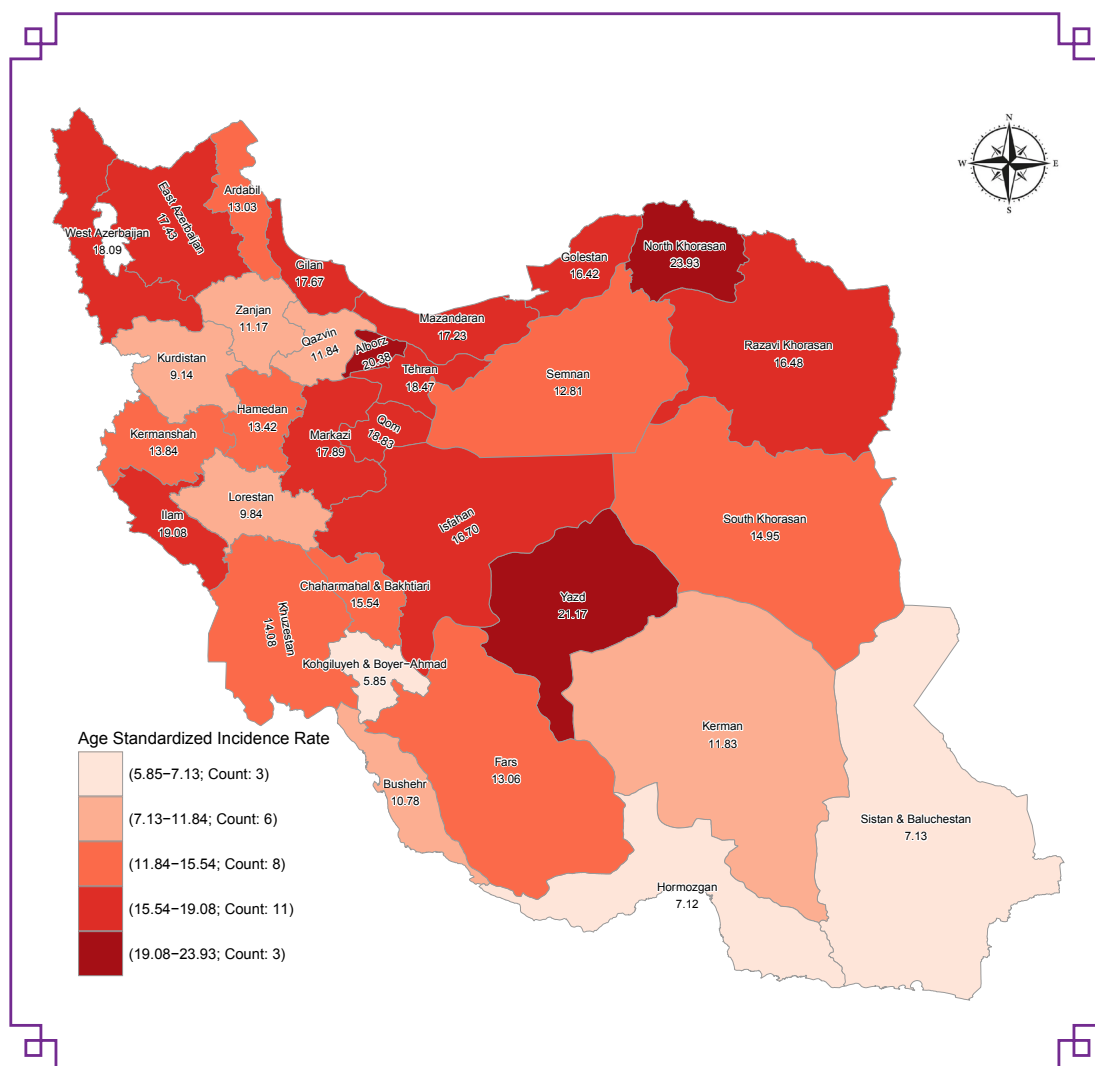 N
W
E
S
Ardabil
13.03
East Azerbaijan
17.43
West Azerbaijan
18.09
North Khorasan
23.93
Golestan
16.42
Gilan
17.67
Zanjan
11.17
Mazandaran
17.23
Qazvin
11.84
Alborz
20.38
Razavi Khorasan
16.48
Kurdistan
9.14
Tehran
18.47
Semnan
12.81
Hamedan
13.42
Qom
18.83
Kermanshah
13.84
Markazi
17.89
Lorestan
9.84
Ilam
19.08
Isfahan
16.70
South Khorasan
14.95
Chaharmahal & Bakhtiari
15.54
Yazd
21.17
Khuzestan
14.08
Kohgiluyeh & Boyer−Ahmad
5.85
Kerman
11.83
Fars
13.06
Bushehr
10.78
Sistan & Baluchestan
7.13
Hormozgan
7.12
Age Standardized Incidence Rate
(5.85−7.13; Count: 3)
(7.13−11.84; Count: 6)
(11.84−15.54; Count: 8)
(15.54−19.08; Count: 11)
(19.08−23.93; Count: 3)